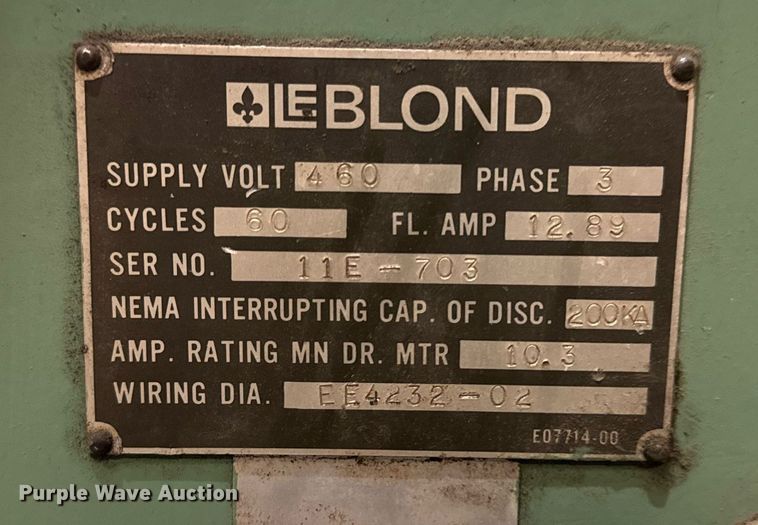 LEBLOND
SUPPLY VOLT 460 PHASE 3
CYCLES 60 FL. AMP 12.89
SER NO. 11E-703
NEMA INTERRUPTING CAP. OF DISC. 200KA
AMP. RATING MN DR. MTR 10.3
WIRING DIA. EE4232-02
E07714-00
Purple Wave Auction